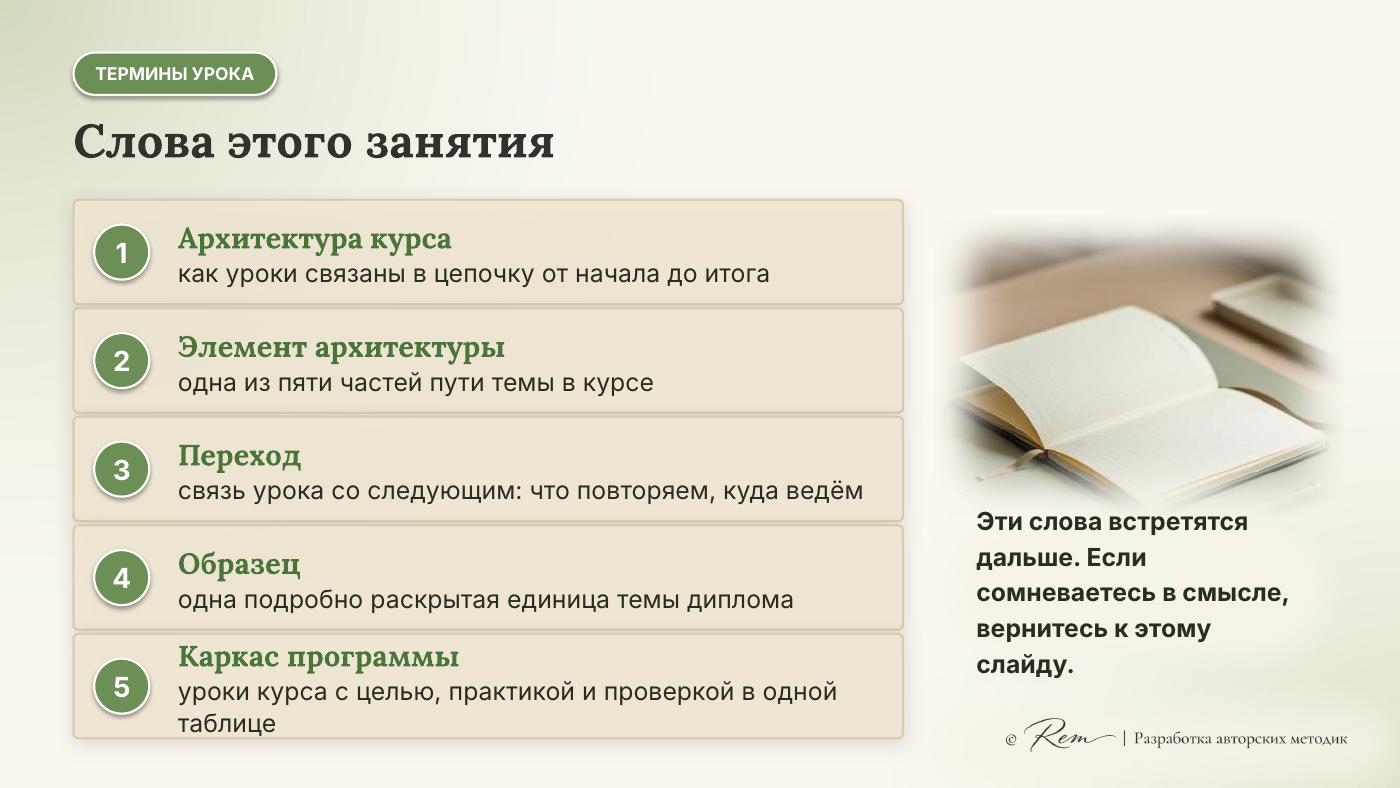 ТЕРМИНЫ УРОКА
Слова этого занятия
1
Архитектура курса
как уроки связаны в цепочку от начала до итога
2
Элемент архитектуры
одна из пяти частей пути темы в курсе
3
Переход
связь урока со следующим: что повторяем, куда ведём
4
Образец
одна подробно раскрытая единица темы диплома
5
Каркас программы
уроки курса с целью, практикой и проверкой в одной
таблице
Эти слова встретятся
дальше. Если
сомневаетесь в смысле,
вернитесь к этому
слайду.
© Rem | Разработка авторских методик